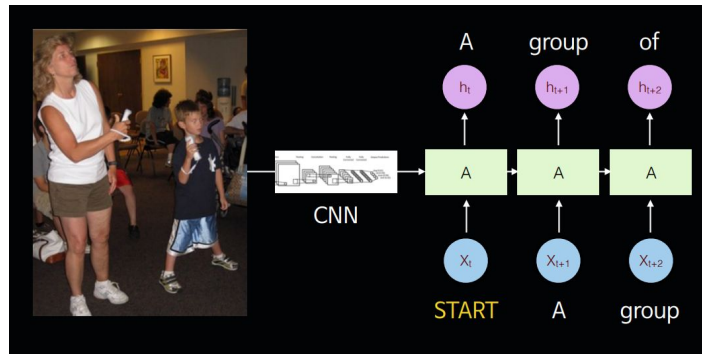 A group of
hₜ hₜ₊₁ hₜ₊₂
A A A
CNN
Xₜ Xₜ₊₁ Xₜ₊₂
START A group